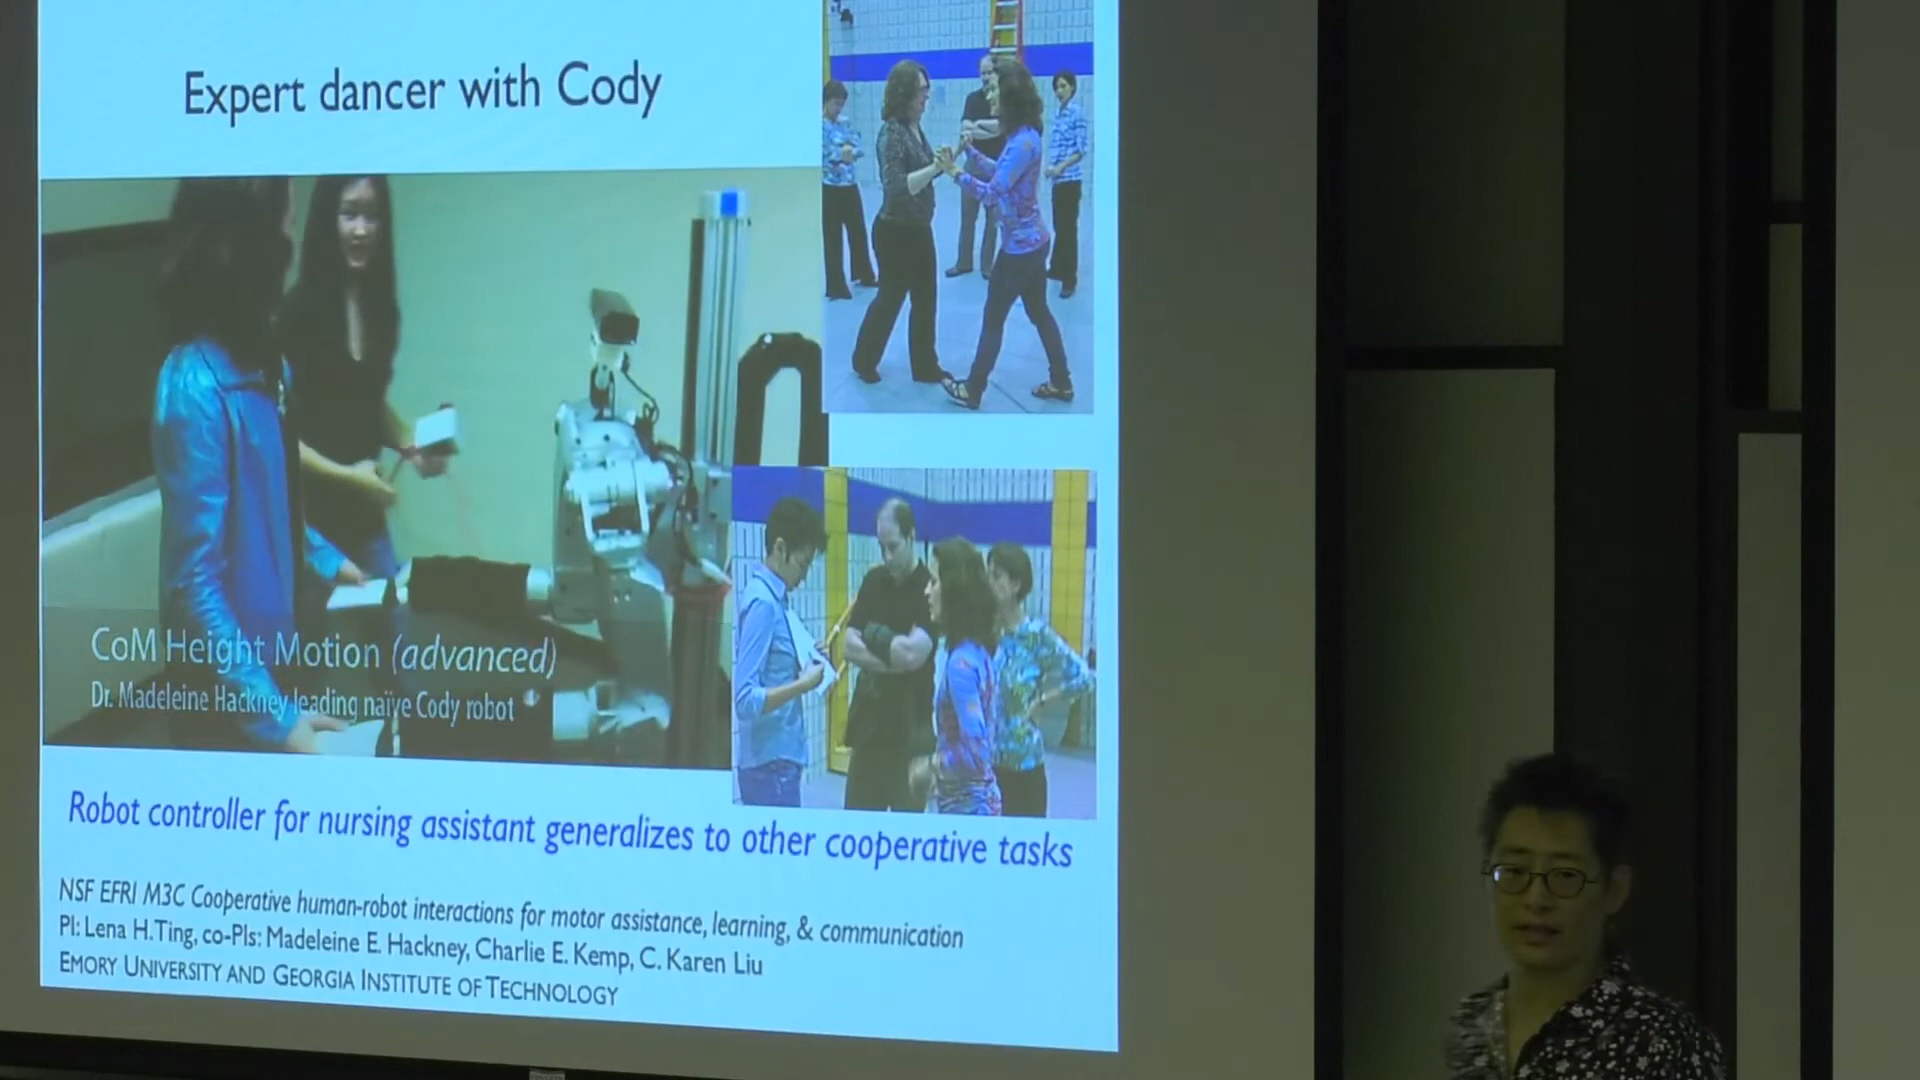 Expert dancer with Cody
CoM Height Motion (advanced)
Dr. Madeleine Hackney leading naïve Cody robot
Robot controller for nursing assistant generalizes to other cooperative tasks
NSF EFRI M3C Cooperative human-robot interactions for motor assistance, learning, & communication
PI: Lena H. Ting, co-PIs: Madeleine E. Hackney, Charlie E. Kemp, C. Karen Liu
EMORY UNIVERSITY AND GEORGIA INSTITUTE OF TECHNOLOGY